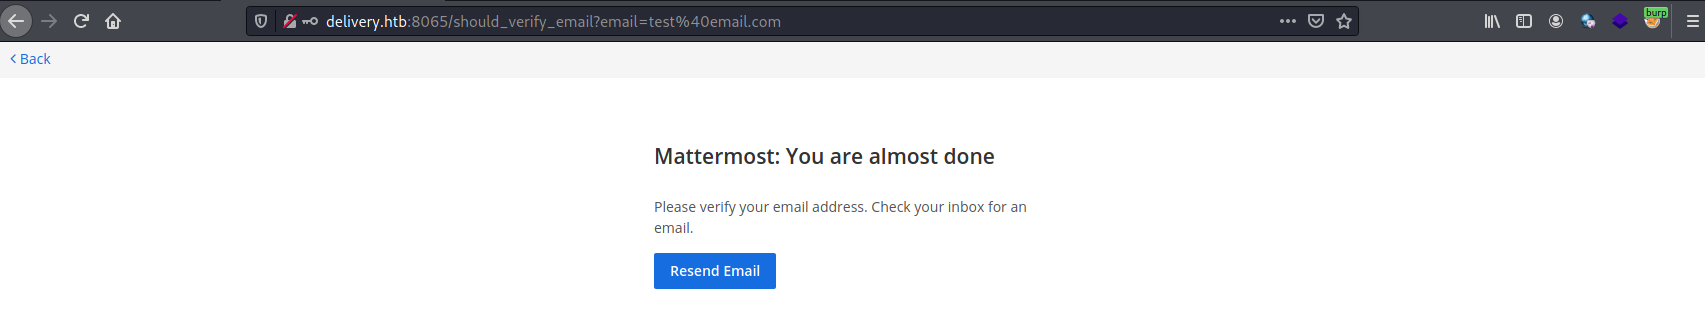 delivery.htb:8065/should_verify_email?email=test%40email.com
burp
Back
Mattermost: You are almost done
Please verify your email address. Check your inbox for an
email.
Resend Email